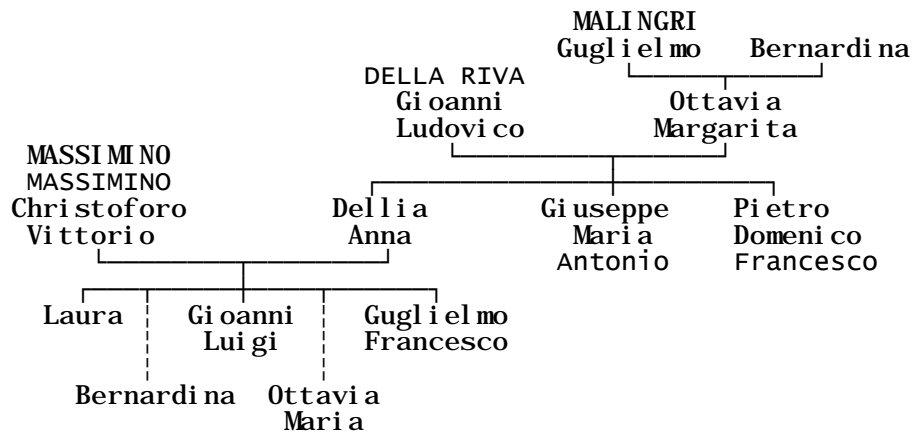 MALINGRI
Guglielmo Bernardina
DELLA RIVA
Gioanni Ottavia
Ludovico Margarita
MASSIMINO
MASSIMINO
Christoforo Dellia Giuseppe Pietro
Vittorio Anna Maria Domenico
Antonio Francesco
Laura Gioanni Guglielmo
Luigi Francesco
Bernardina Ottavia
Maria